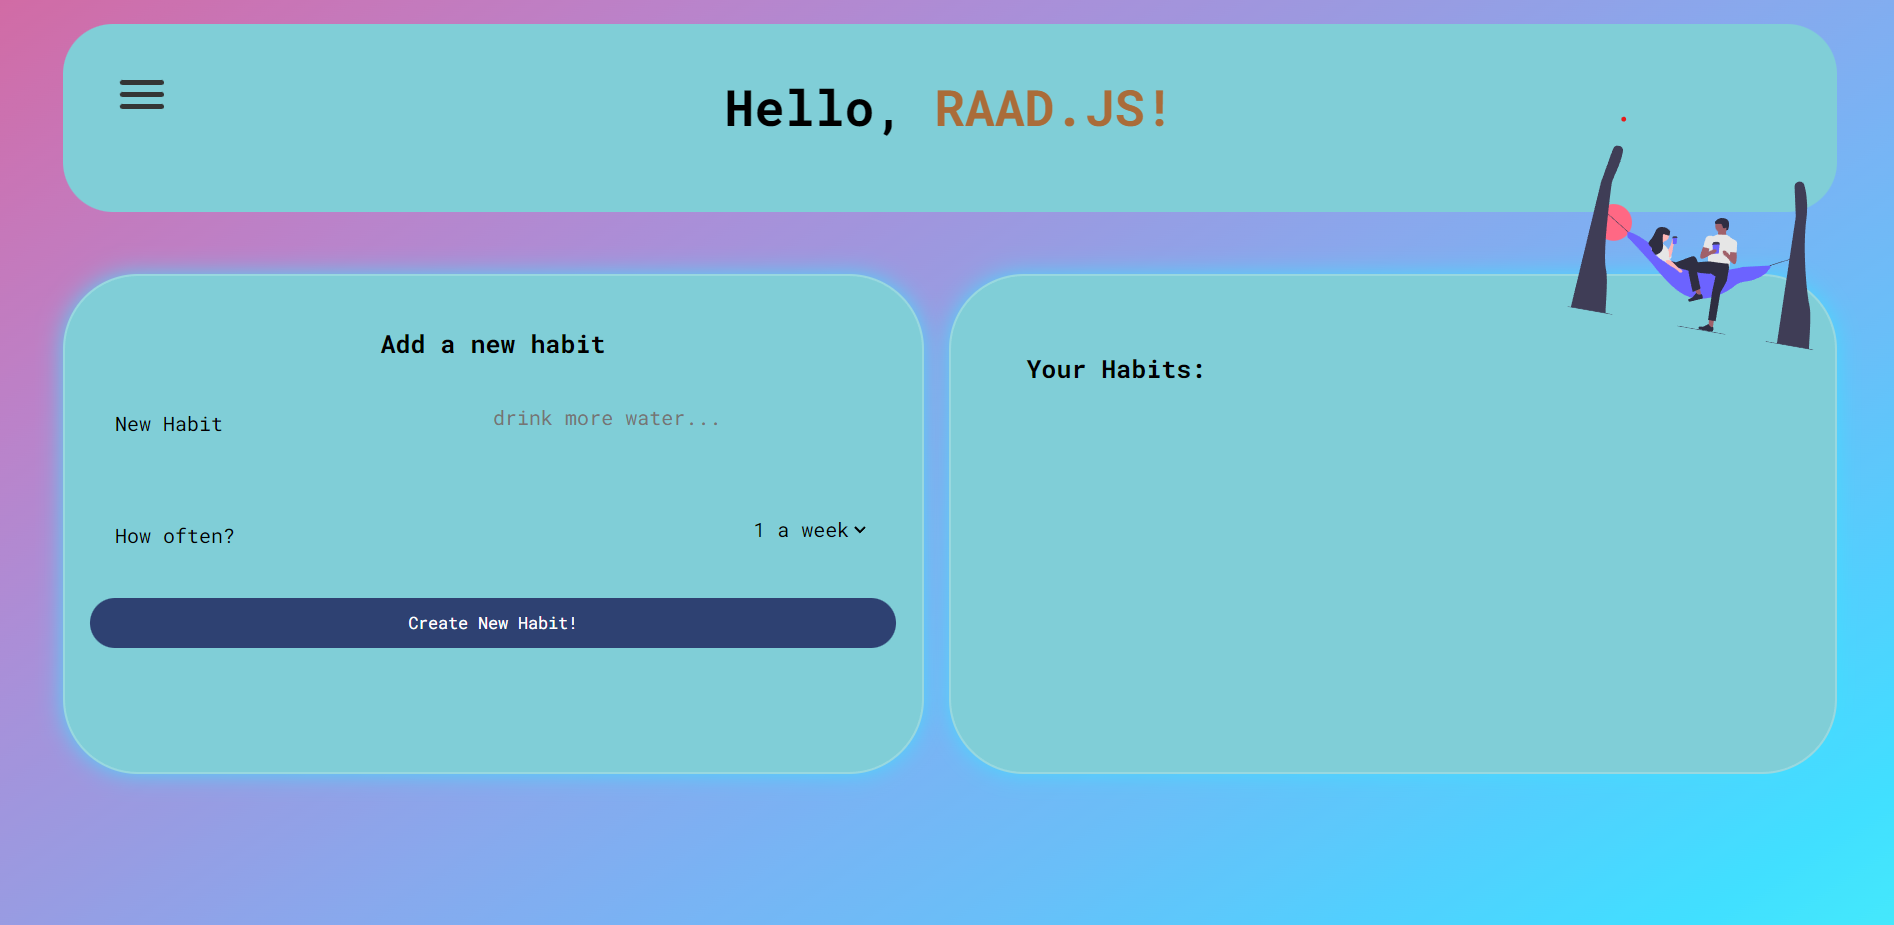 Hello, RAAD.JS!
Add a new habit
New Habit
drink more water...
How often?
1 a week
Create New Habit!
Your Habits: